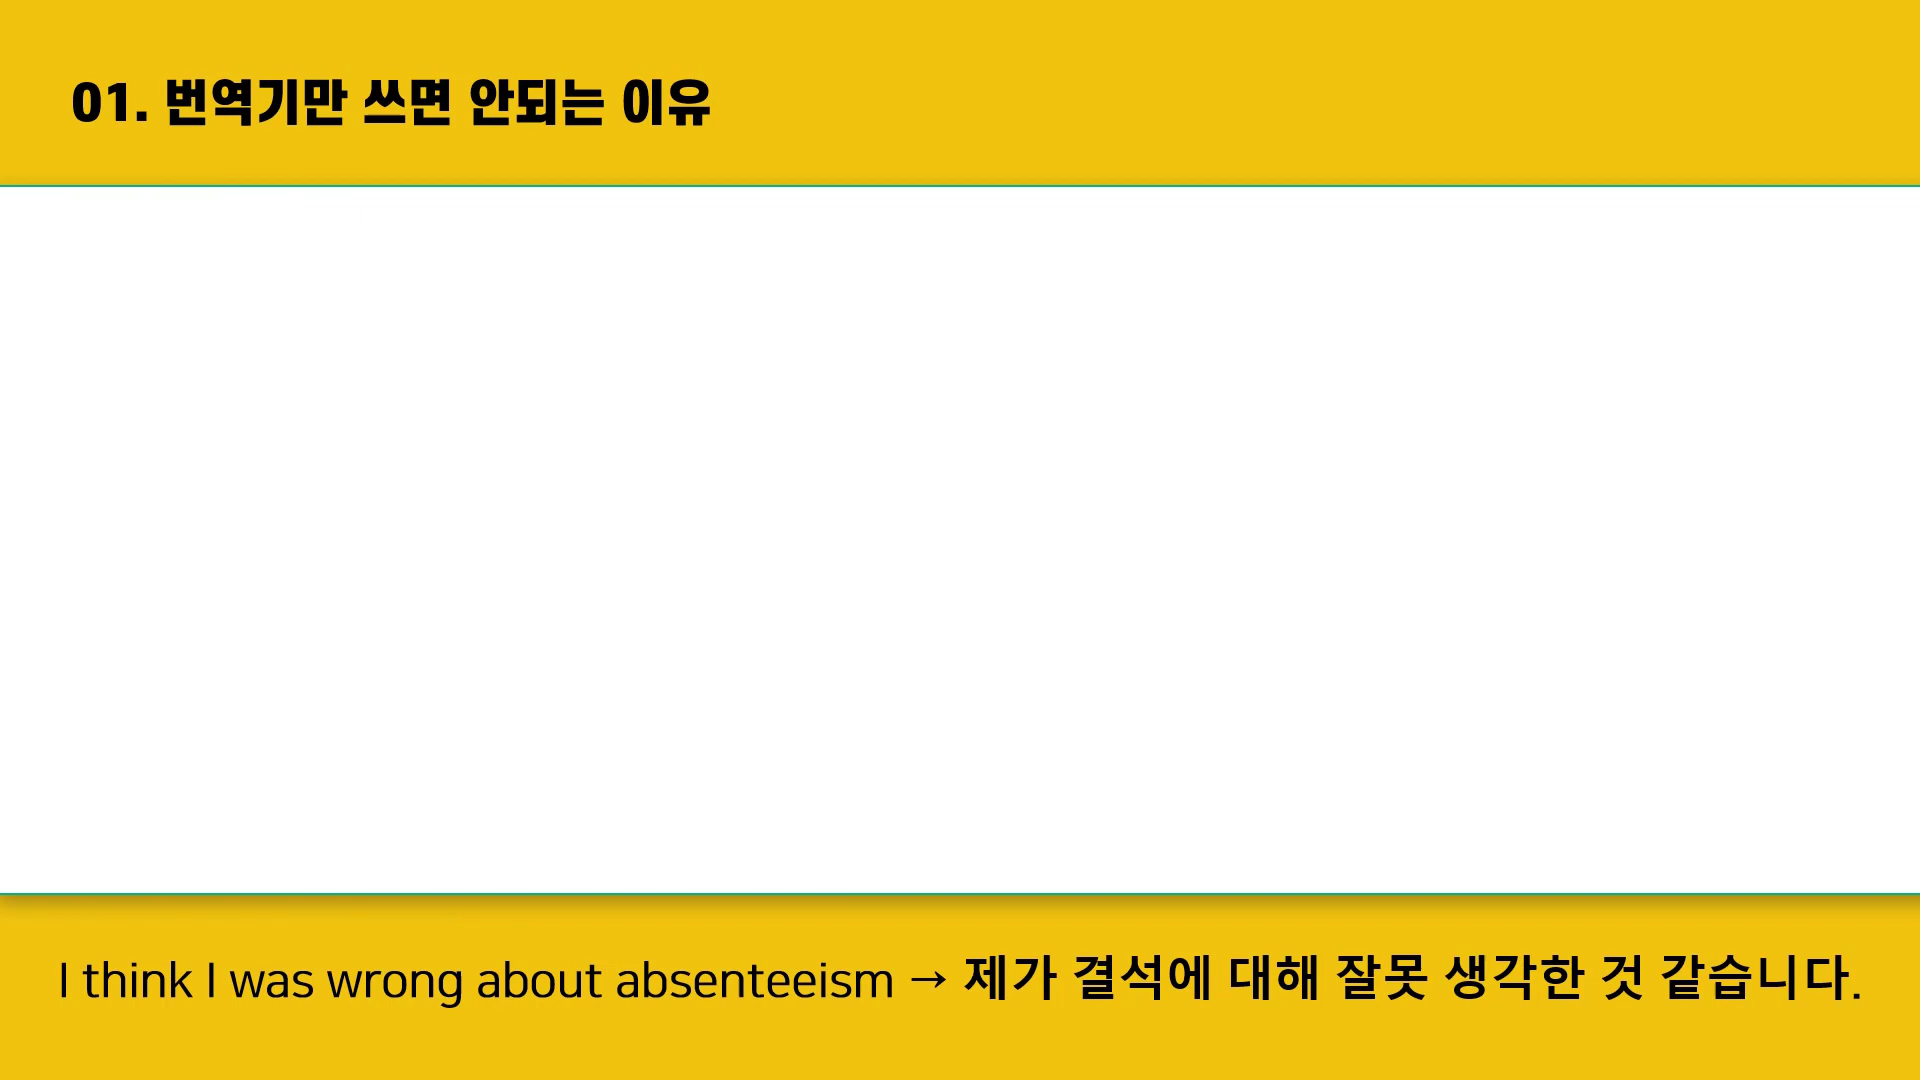 01. 번역기만 쓰면 안되는 이유
I think I was wrong about absenteeism → 제가 결석에 대해 잘못 생각한 것 같습니다.